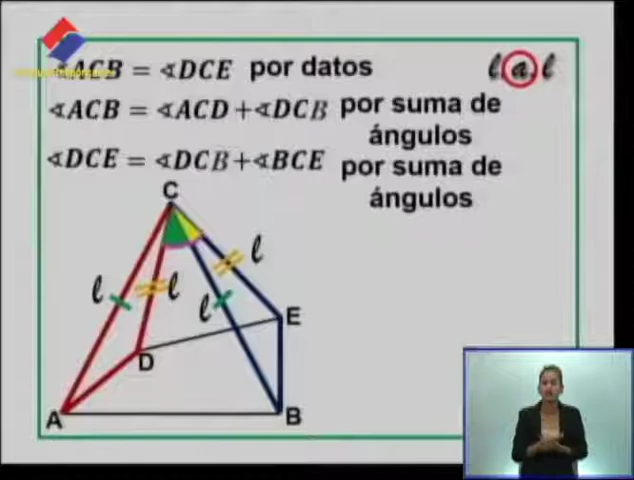 ∢ACB = ∢DCE por datos
l.a.l
∢ACB = ∢ACD+∢DCB por suma de
ángulos
∢DCE = ∢DCB+∢BCE por suma de
ángulos
C
l
l
l
l
E
D
A
B